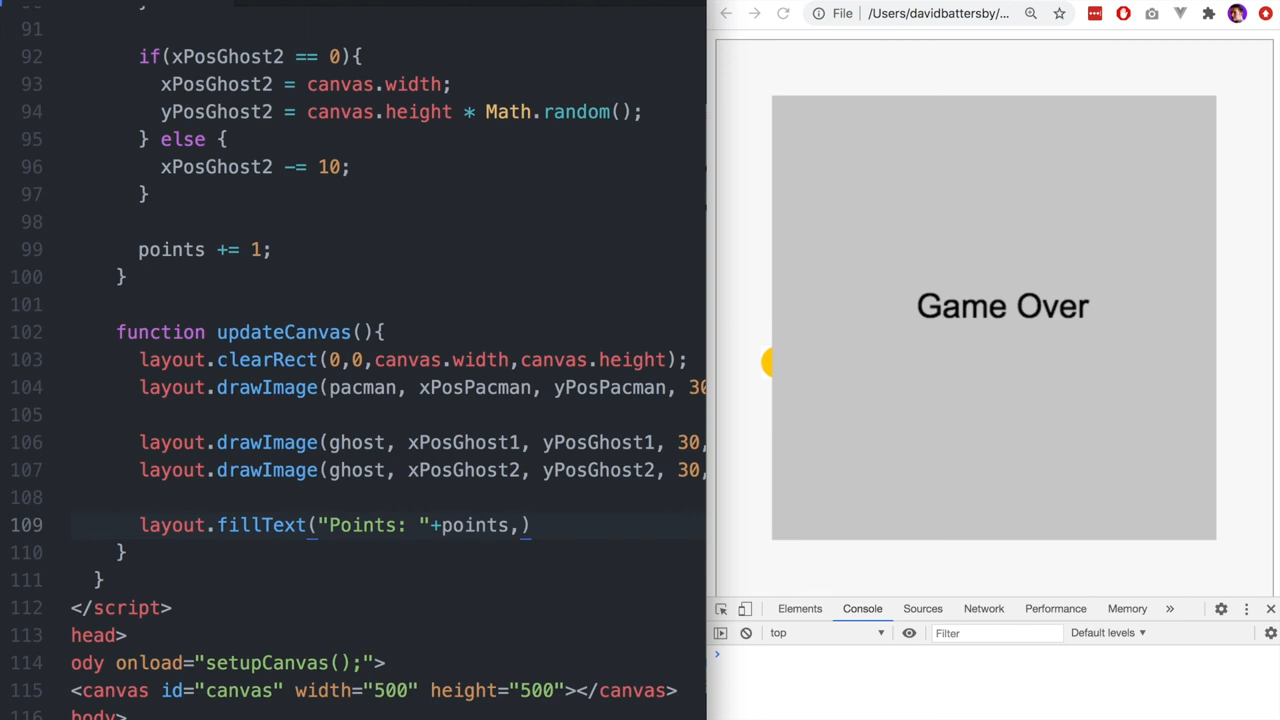 90 }
91
92 if(xPosGhost2 == 0){
93 xPosGhost2 = canvas.width;
94 yPosGhost2 = canvas.height * Math.random();
95 } else {
96 xPosGhost2 -= 10;
97 }
98
99 points += 1;
100 }
101
102 function updateCanvas(){
103 layout.clearRect(0,0,canvas.width,canvas.height);
104 layout.drawImage(pacman, xPosPacman, yPosPacman, 30
105
106 layout.drawImage(ghost, xPosGhost1, yPosGhost1, 30,
107 layout.drawImage(ghost, xPosGhost2, yPosGhost2, 30,
108
109 layout.fillText("Points: "+points,)
110 }
111 }
112 </script>
113 head>
114 ody onload="setupCanvas();">
115 <canvas id="canvas" width="500" height="500"></canvas>
116 body>
File /Users/davidbattersby/...
Game Over
Elements Console Sources Network Performance Memory »
top Filter Default levels